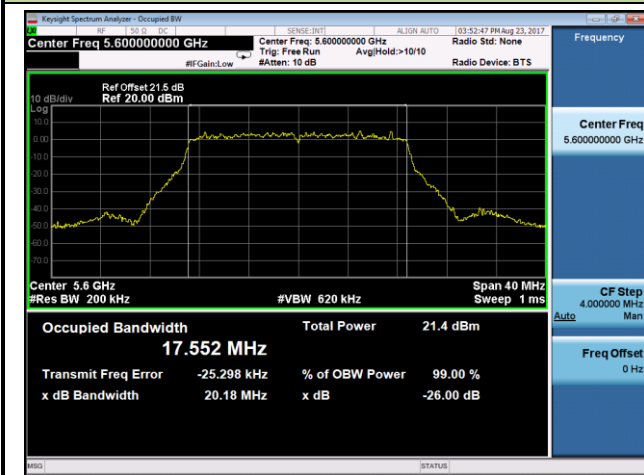 Keysight Spectrum Analyzer - Occupied BW
RF 50 Ω DC SENSE:INT ALIGN AUTO 03:52:47 PM Aug 23, 2017
Center Freq 5.600000000 GHz Center Freq: 5.600000000 GHz Radio Std: None
Trig: Free Run Avg|Hold:>10/10
#IFGain:Low #Atten: 10 dB Radio Device: BTS
Ref Offset 21.5 dB
10 dB/div Ref 20.00 dBm
Log
10.0
0.00
-10.0
-20.0
-30.0
-40.0
-50.0
-60.0
-70.0
Center 5.6 GHz Span 40 MHz
#Res BW 200 kHz #VBW 620 kHz Sweep 1 ms
Occupied Bandwidth Total Power 21.4 dBm
17.552 MHz
Transmit Freq Error -25.298 kHz % of OBW Power 99.00 %
x dB Bandwidth 20.18 MHz x dB -26.00 dB
MSG STATUS
Frequency
Center Freq
5.600000000 GHz
CF Step
4.000000 MHz
Auto Man
Freq Offset
0 Hz